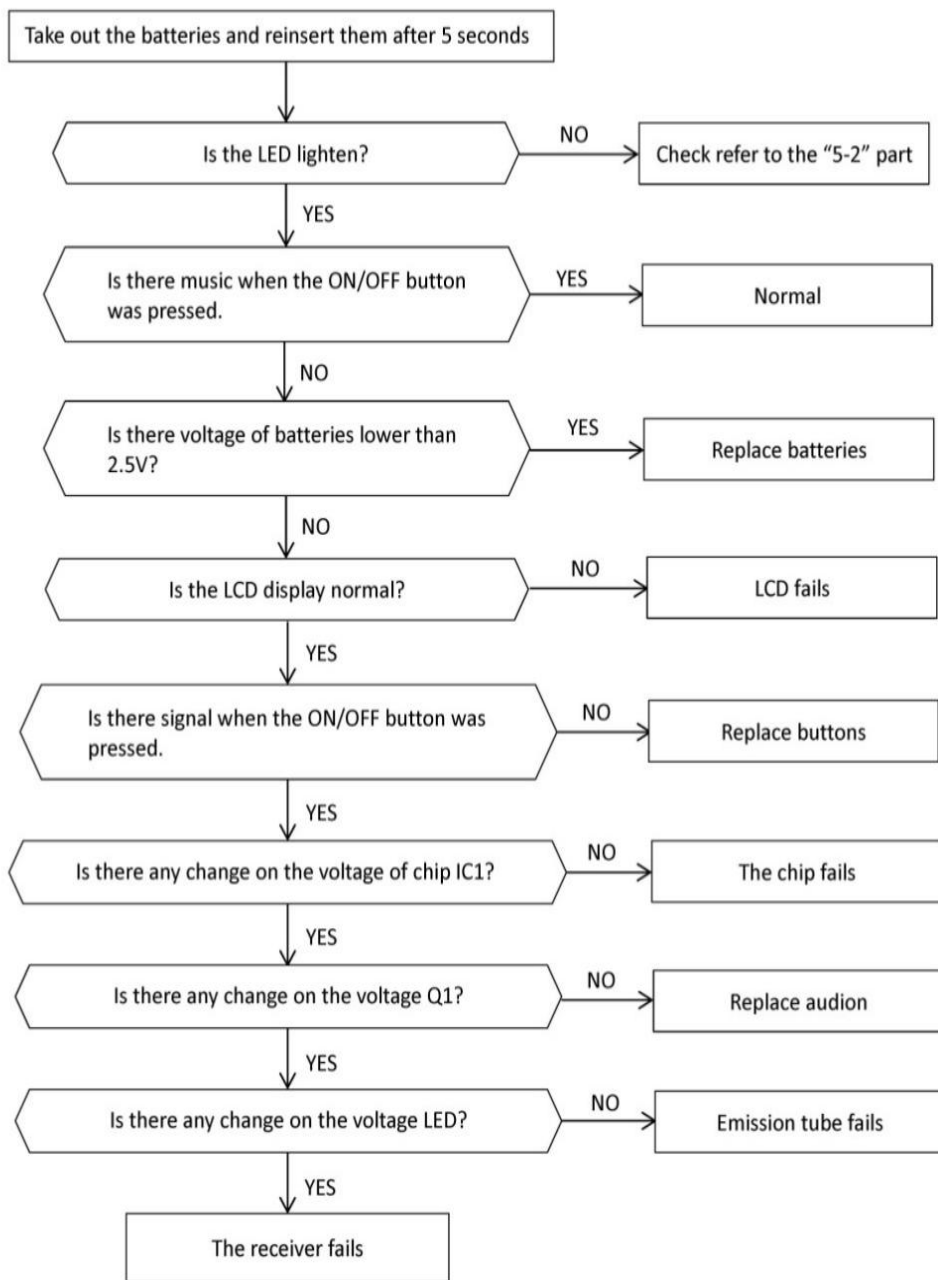 Take out the batteries and reinsert them after 5 seconds
Is the LED lighten?
NO
Check refer to the “5-2” part
YES
Is there music when the ON/OFF button
was pressed.
YES
Normal
NO
Is there voltage of batteries lower than
2.5V?
YES
Replace batteries
NO
Is the LCD display normal?
NO
LCD fails
YES
Is there signal when the ON/OFF button was
pressed.
NO
Replace buttons
YES
Is there any change on the voltage of chip IC1?
NO
The chip fails
YES
Is there any change on the voltage Q1?
NO
Replace audion
YES
Is there any change on the voltage LED?
NO
Emission tube fails
YES
The receiver fails